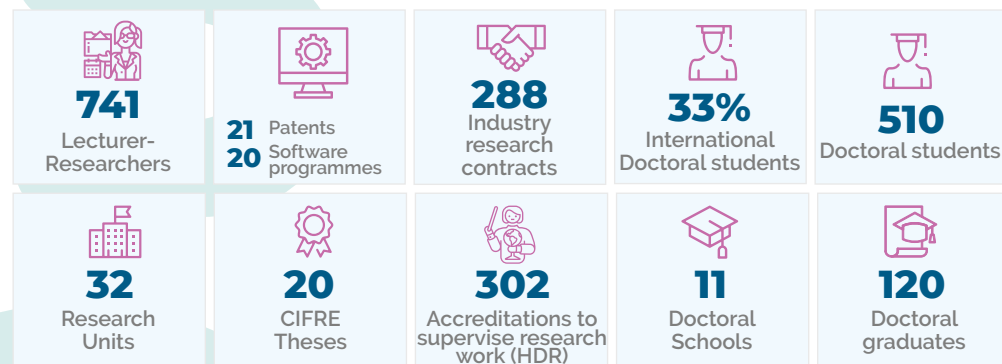 741
Lecturer-
Researchers
21 Patents
20 Software
programmes
288
Industry
research
contracts
33%
International
Doctoral students
510
Doctoral students
32
Research
Units
20
CIFRE
Theses
302
Accreditations to
supervise research
work (HDR)
11
Doctoral
Schools
120
Doctoral
graduates